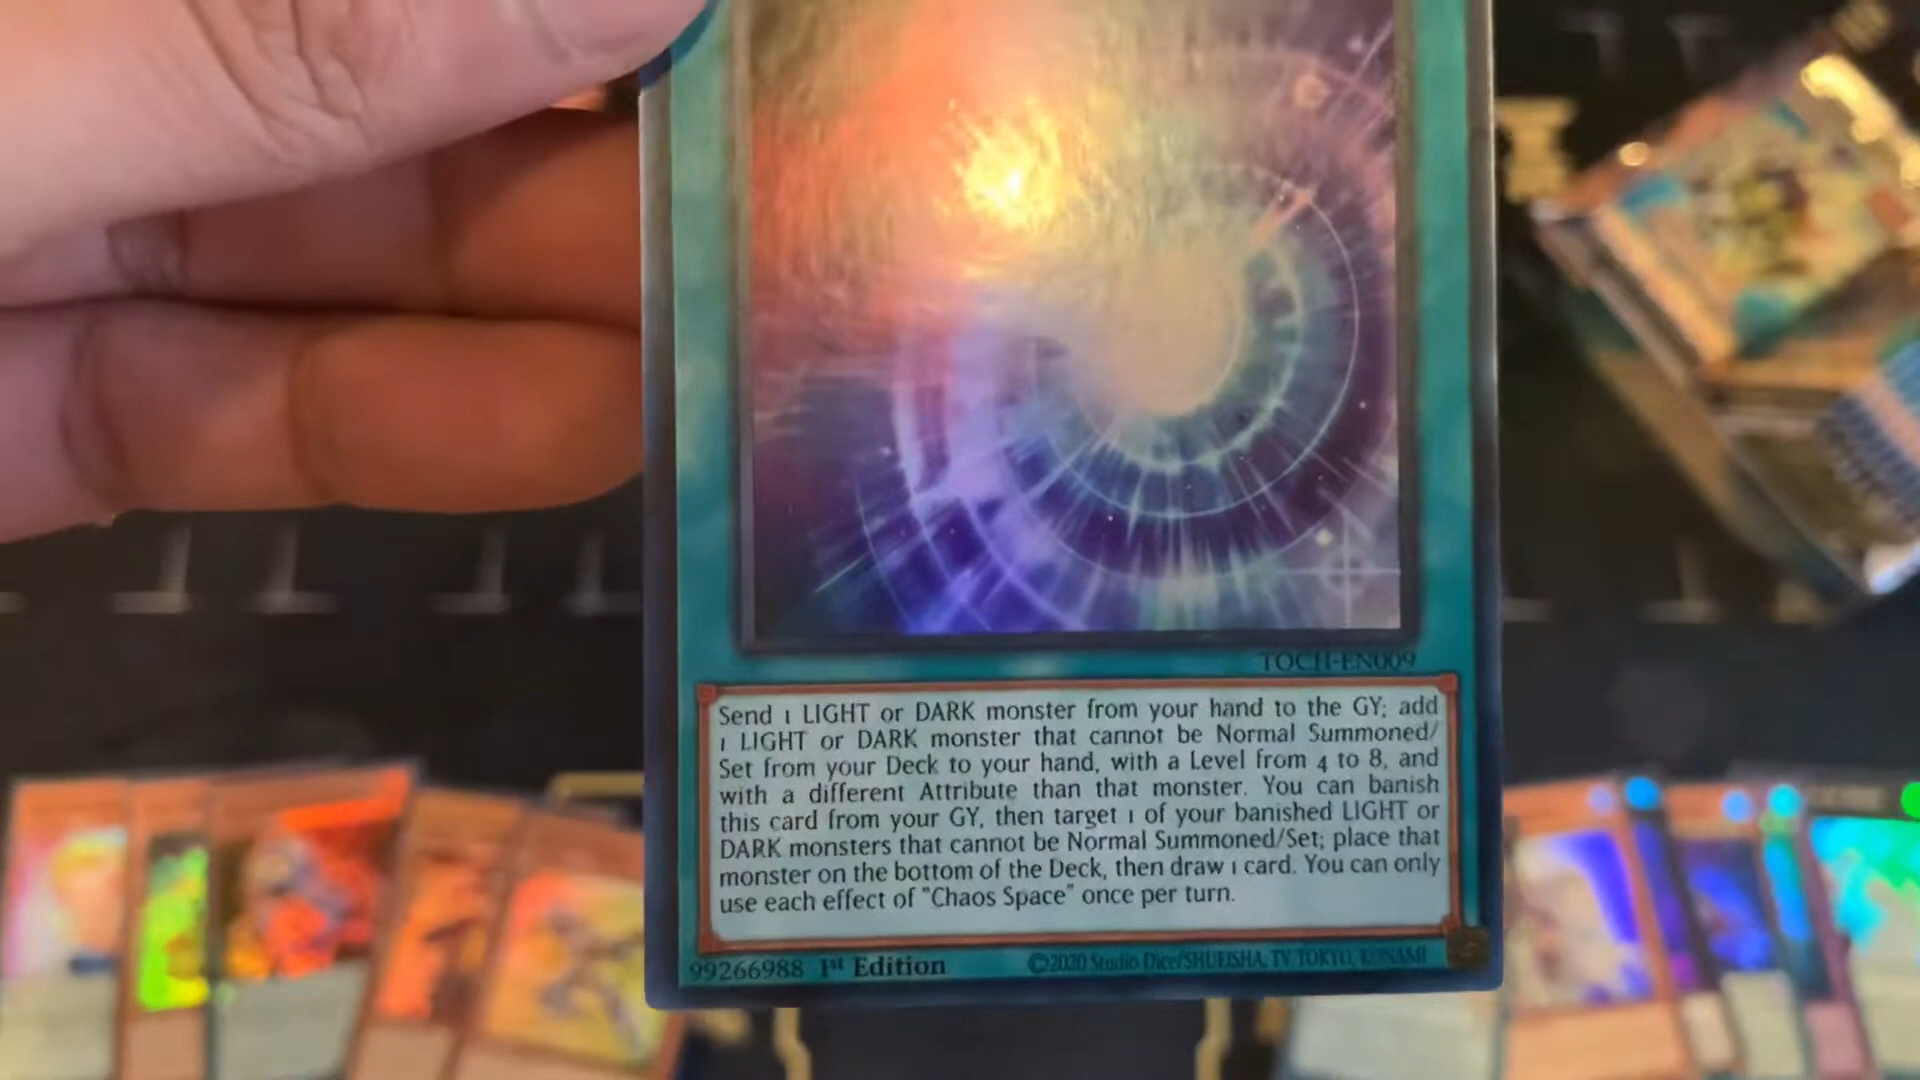 TOCH-EN009
Send 1 LIGHT or DARK monster from your hand to the GY; add
1 LIGHT or DARK monster that cannot be Normal Summoned/
Set from your Deck to your hand, with a Level from 4 to 8, and
with a different Attribute than that monster. You can banish
this card from your GY, then target 1 of your banished LIGHT or
DARK monsters that cannot be Normal Summoned/Set; place that
monster on the bottom of the Deck, then draw 1 card. You can only
use each effect of "Chaos Space" once per turn.
99266988 1st Edition ©2020 Studio Dice/SHUEISHA, TV TOKYO, KONAMI